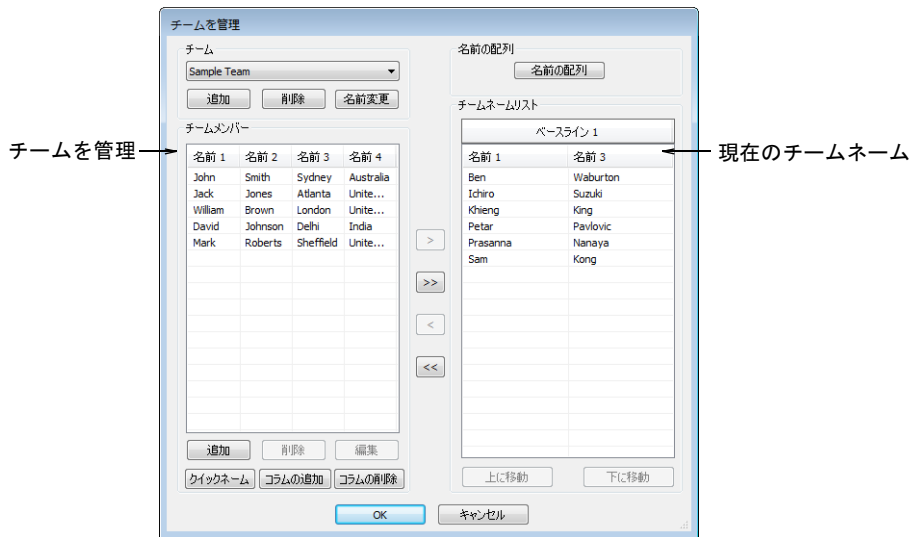 チームを管理
チーム
Sample Team
追加 削除 名前変更
名前の配列
名前の配列
チームメンバー
名前 1 名前 2 名前 3 名前 4
John Smith Sydney Australia
Jack Jones Atlanta Unite...
William Brown London Unite...
David Johnson Delhi India
Mark Roberts Sheffield Unite...
>
>>
<
<<
チームネームリスト
ベースライン 1
名前 1 名前 3
Ben Waburton
Ichiro Suzuki
Khieng King
Petar Pavlovic
Prasanna Nanaya
Sam Kong
追加 削除 編集
クイックネーム コラムの追加 コラムの削除
上に移動 下に移動
OK キャンセル
チームを管理
現在のチームネーム